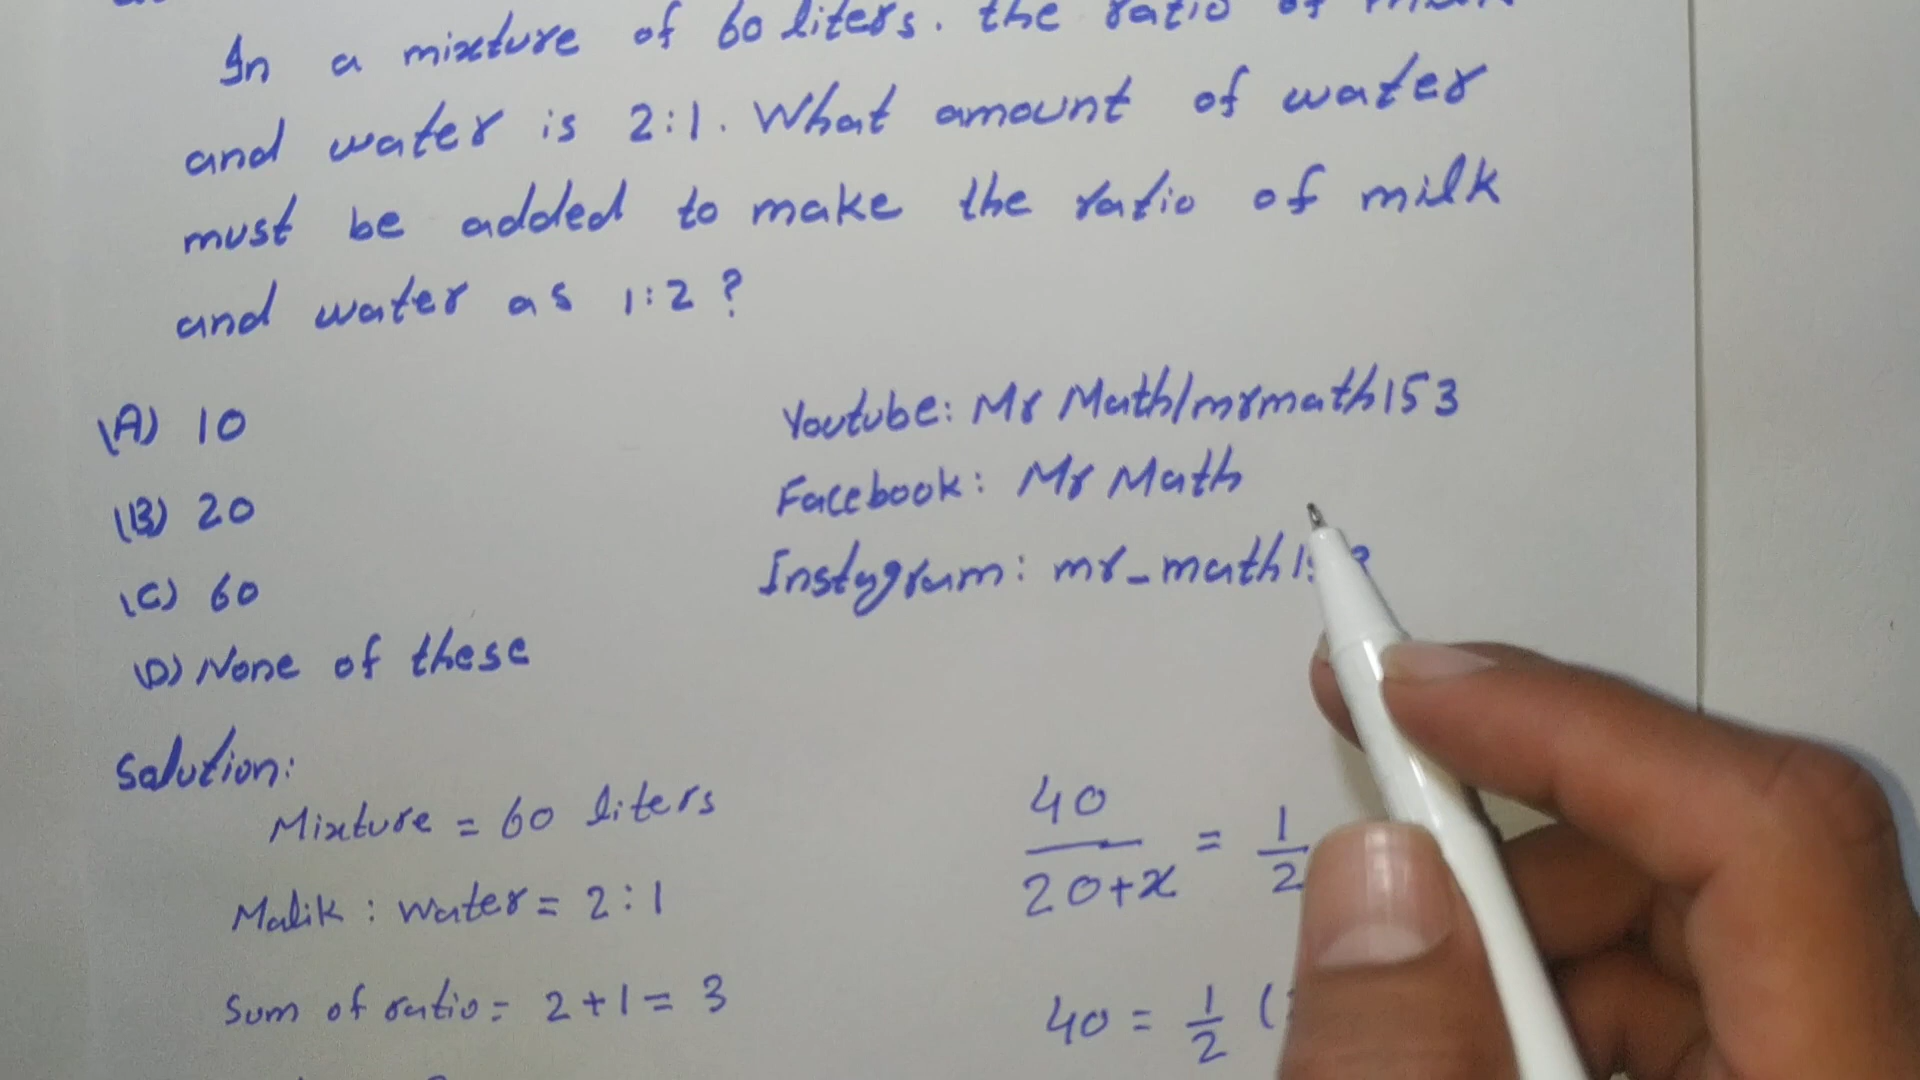 In a mixture of 60 liters. the ratio of milk
and water is 2:1. What amount of water
must be added to make the ratio of milk
and water as 1:2 ?
(A) 10
(B) 20
(C) 60
(D) None of these
Youtube: Mr Math/mrmath153
Facebook: Mr Math
Instagram: mr_math1
Solution:
Mixture = 60 liters
Malik : water = 2:1
Sum of ratio = 2+1 = 3
40/20+x = 1/2
40 = 1/2 (